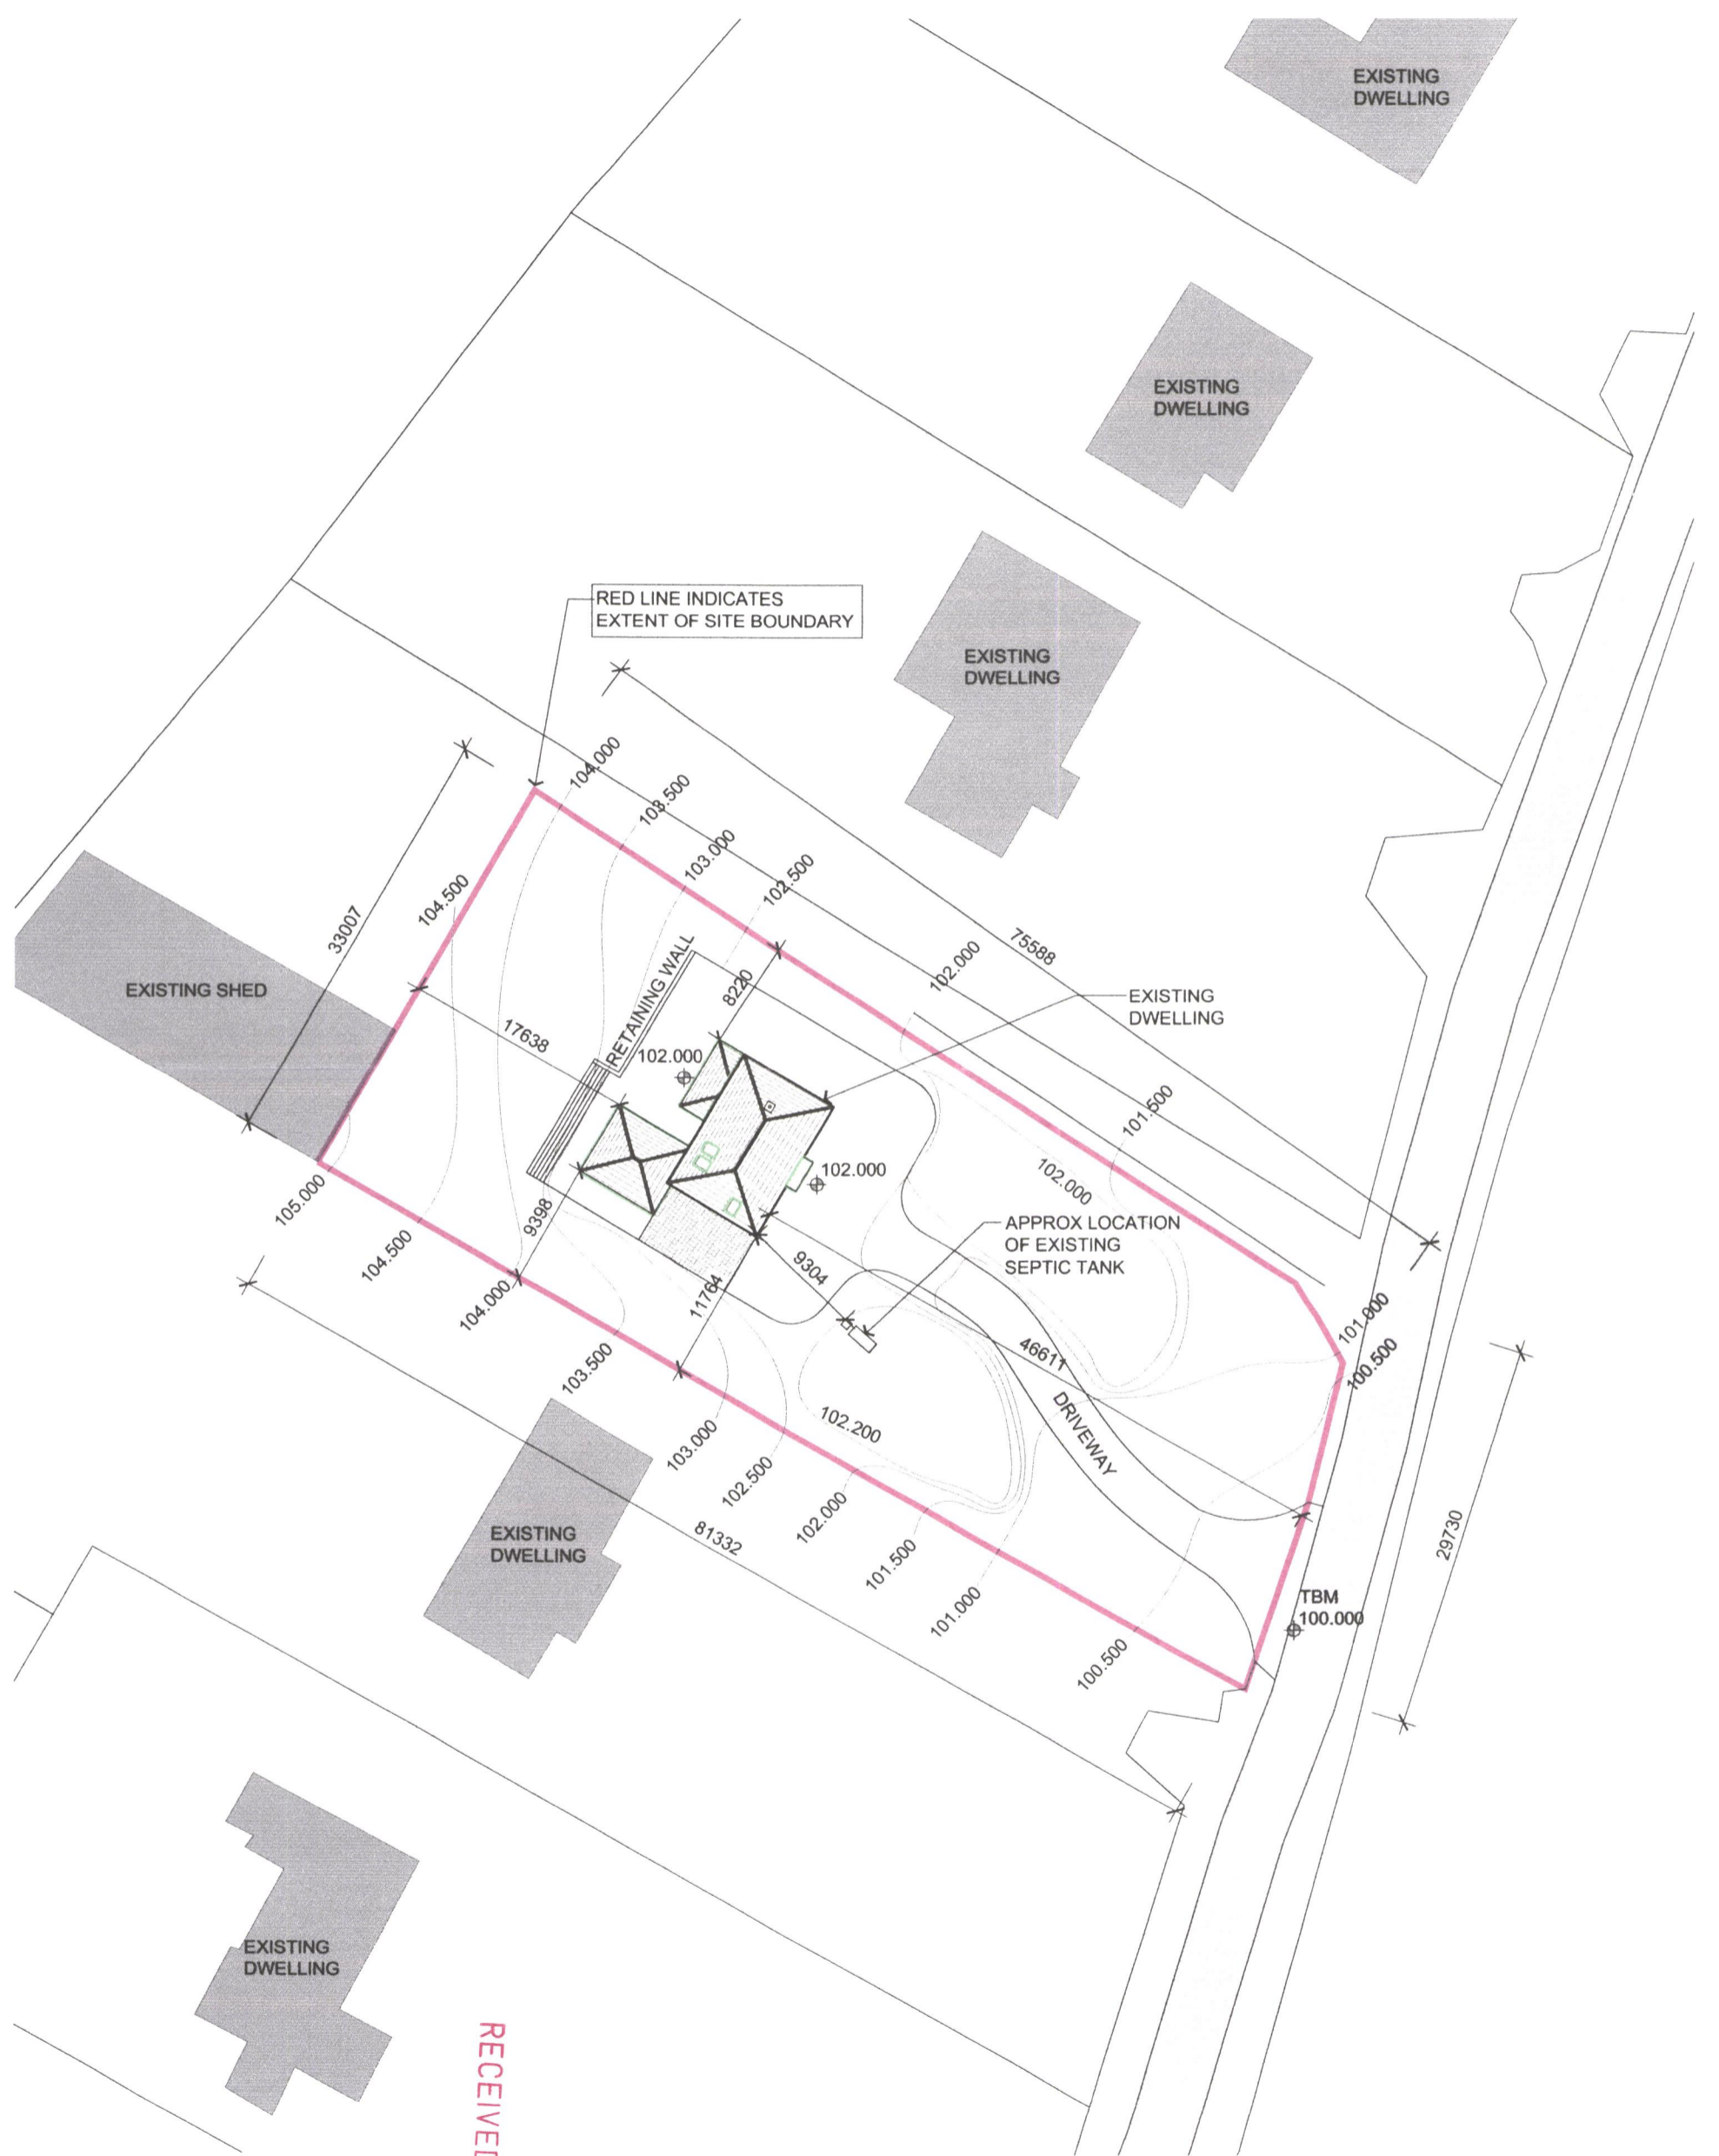 EXISTING
DWELLING
EXISTING
DWELLING
RED LINE INDICATES
EXTENT OF SITE BOUNDARY
EXISTING
DWELLING
104.000
103.500
103.000
102.500
104.500
33007
75588
102.000
EXISTING SHED
8220
RETAINING WALL
EXISTING
DWELLING
17638
102.000
101.500
102.000
102.000
105.000
9398
104.500
APPROX LOCATION
OF EXISTING
SEPTIC TANK
9304
11764
104.000
101.000
100.500
46611
103.500
DRIVEWAY
102.200
103.000
102.500
102.000
101.500
81332
29730
EXISTING
DWELLING
101.000
TBM
100.000
100.500
EXISTING
DWELLING
RECEIVED